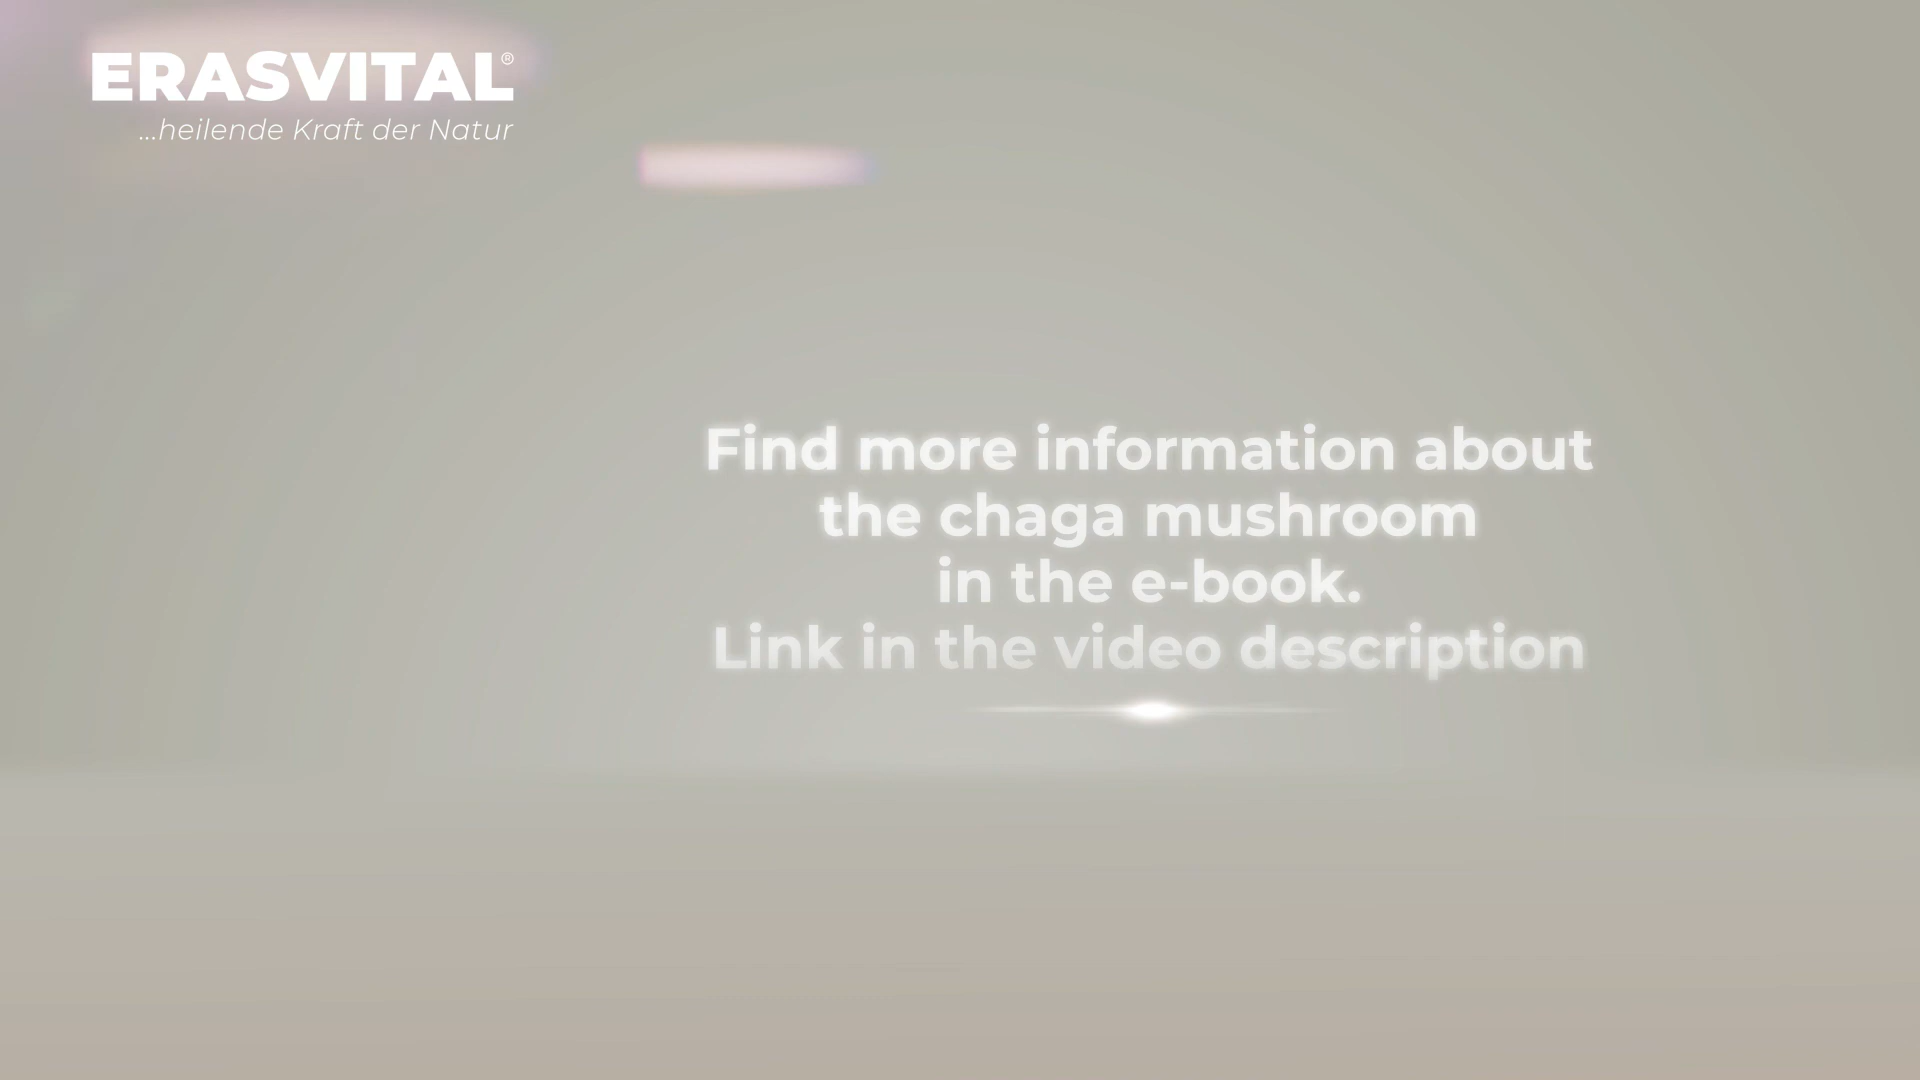 ERASVITAL®
...heilende Kraft der Natur
Find more information about
the chaga mushroom
in the e-book.
Link in the video description